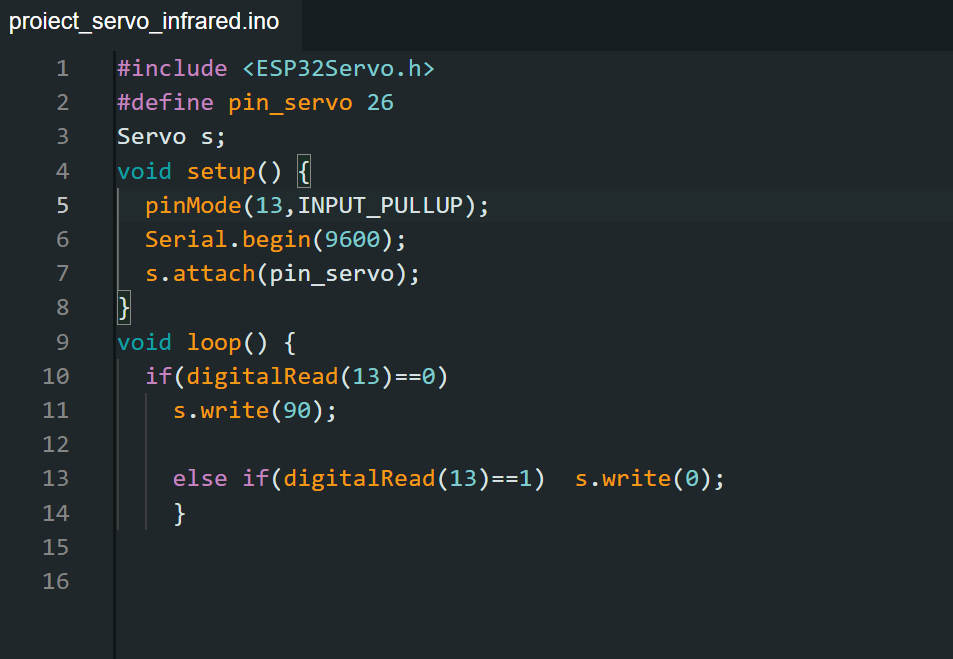 proiect_servo_infrared.ino
1 #include <ESP32Servo.h>
2 #define pin_servo 26
3 Servo s;
4 void setup() {
5   pinMode(13,INPUT_PULLUP);
6   Serial.begin(9600);
7   s.attach(pin_servo);
8 }
9 void loop() {
10   if(digitalRead(13)==0)
11     s.write(90);
12
13     else if(digitalRead(13)==1)  s.write(0);
14     }
15
16